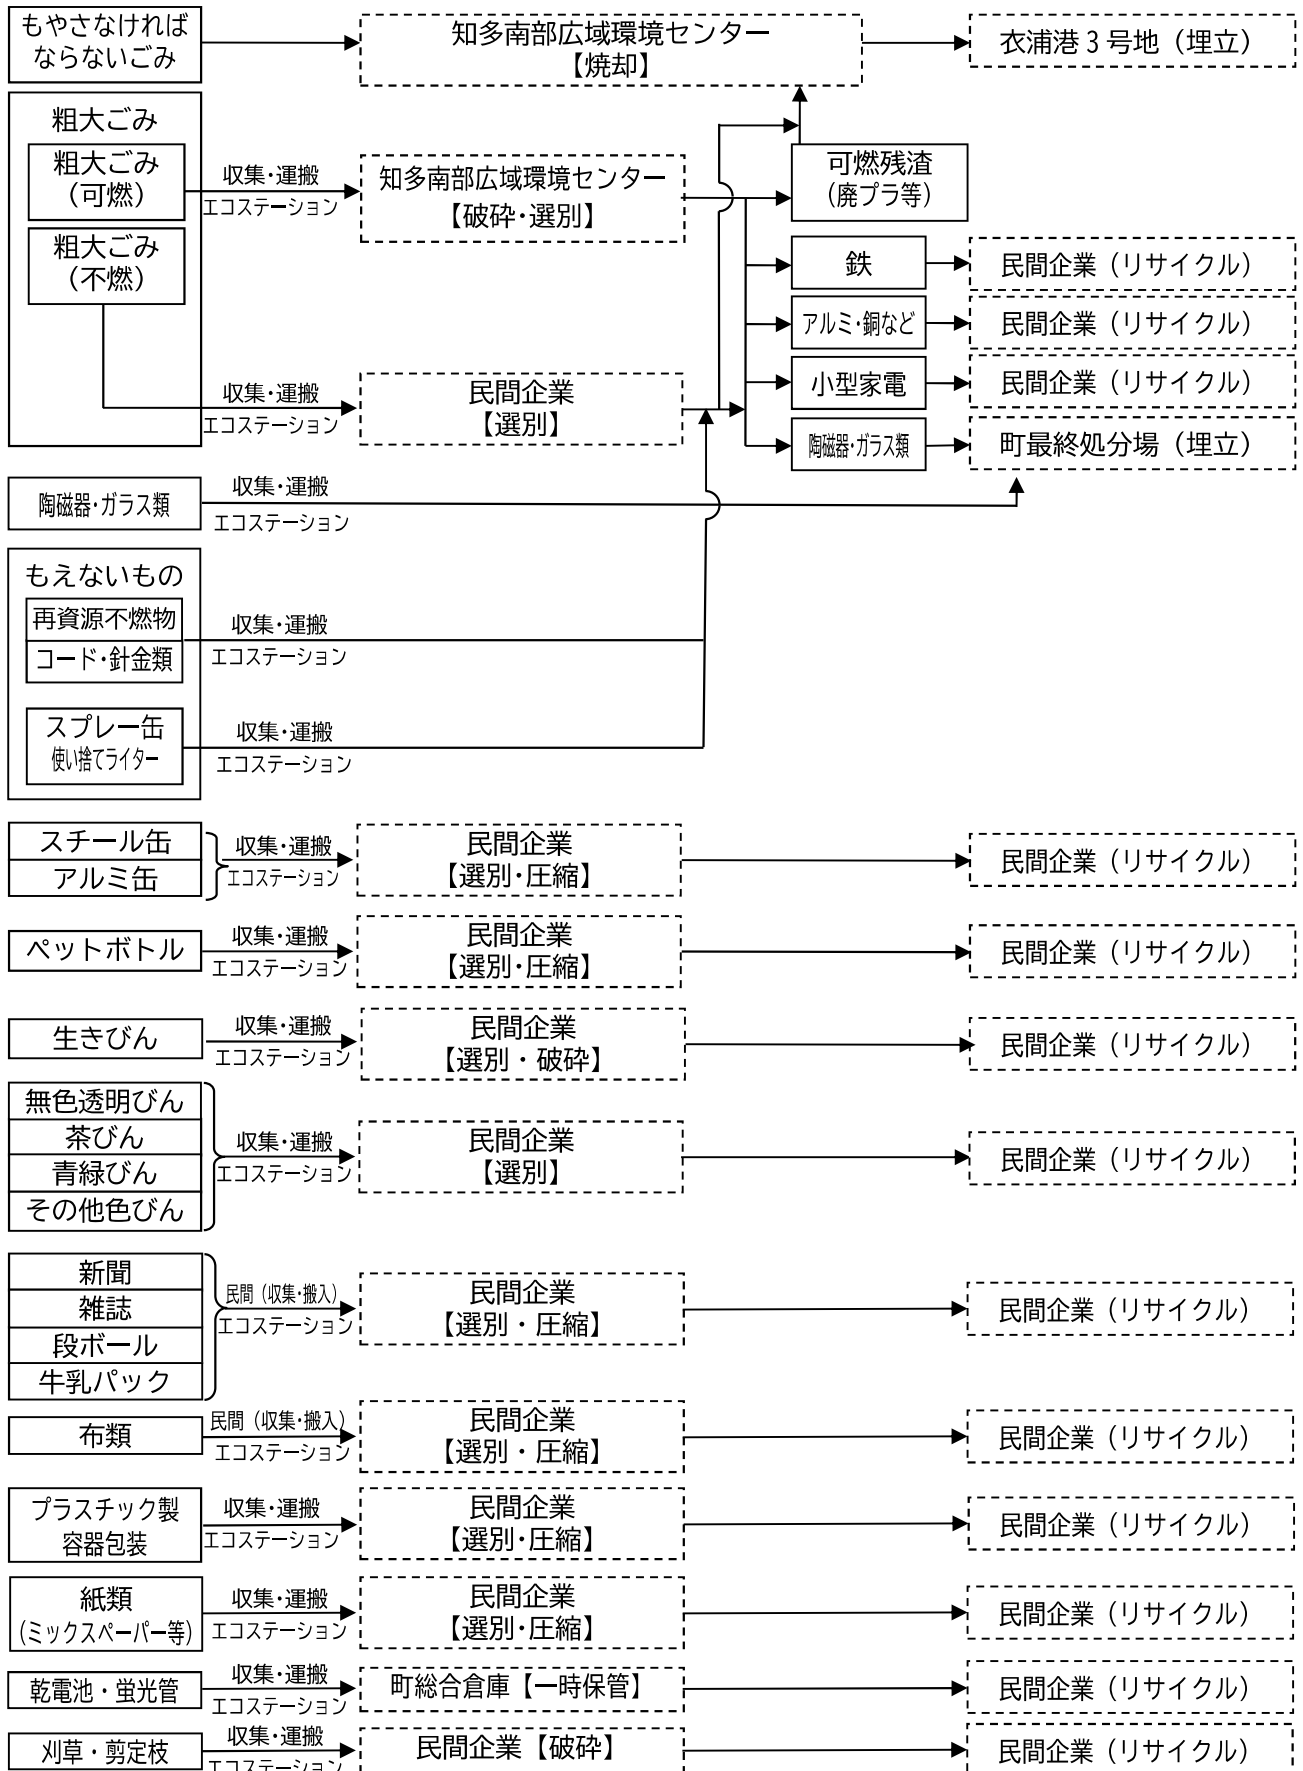 もやさなければ
ならないごみ
知多南部広域環境センター
【焼却】
衣浦港３号地（埋立）
粗大ごみ
粗大ごみ
（可燃）
収集・運搬
エコステーション
知多南部広域環境センター
【破砕・選別】
可燃残渣
（廃プラ等）
粗大ごみ
（不燃）
鉄
民間企業（リサイクル）
アルミ・銅など
民間企業（リサイクル）
小型家電
民間企業（リサイクル）
収集・運搬
エコステーション
民間企業
【選別】
陶磁器・ガラス類
町最終処分場（埋立）
陶磁器・ガラス類
収集・運搬
エコステーション
もえないもの
再資源不燃物
コード・針金類
収集・運搬
エコステーション
スプレー缶
使い捨てライター
収集・運搬
エコステーション
スチール缶
アルミ缶
収集・運搬
エコステーション
民間企業
【選別・圧縮】
民間企業（リサイクル）
ペットボトル
収集・運搬
エコステーション
民間企業
【選別・圧縮】
民間企業（リサイクル）
生きびん
収集・運搬
エコステーション
民間企業
【選別・破砕】
民間企業（リサイクル）
無色透明びん
茶びん
青緑びん
その他色びん
収集・運搬
エコステーション
民間企業
【選別】
民間企業（リサイクル）
新聞
雑誌
段ボール
牛乳パック
民間（収集・搬入）
エコステーション
民間企業
【選別・圧縮】
民間企業（リサイクル）
布類
民間（収集・搬入）
エコステーション
民間企業
【選別・圧縮】
民間企業（リサイクル）
プラスチック製
容器包装
収集・運搬
エコステーション
民間企業
【選別・圧縮】
民間企業（リサイクル）
紙類
（ミックスペーパー等）
収集・運搬
エコステーション
民間企業
【選別・圧縮】
民間企業（リサイクル）
乾電池・蛍光管
収集・運搬
エコステーション
町総合倉庫【一時保管】
民間企業（リサイクル）
刈草・剪定枝
収集・運搬
エコステーション
民間企業【破砕】
民間企業（リサイクル）